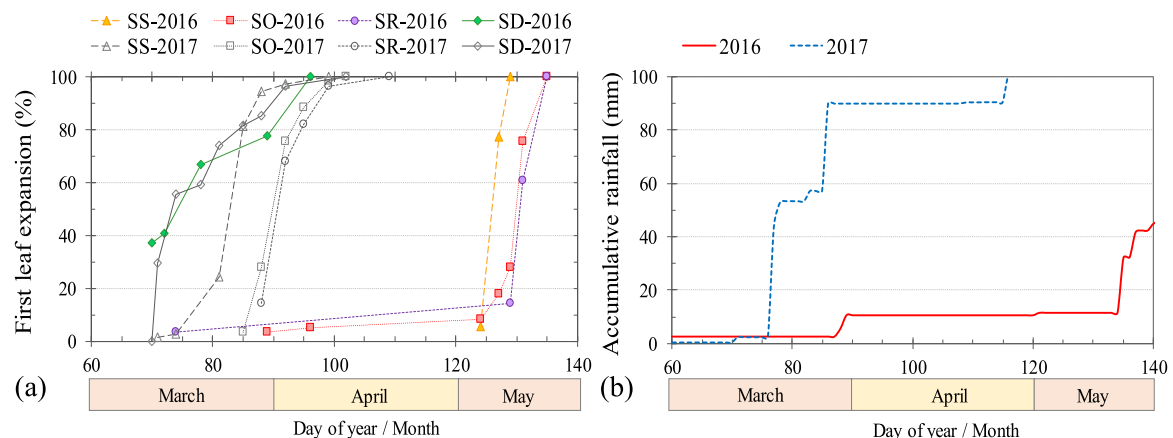 SS-2016 SO-2016 SR-2016 SD-2016
SS-2017 SO-2017 SR-2017 SD-2017
First leaf expansion (%)
100
80
60
40
20
0
60 80 100 120 140
(a)
March April May
Day of year / Month
2016 2017
Accumulative rainfall (mm)
100
80
60
40
20
0
60 80 100 120 140
(b)
March April May
Day of year / Month